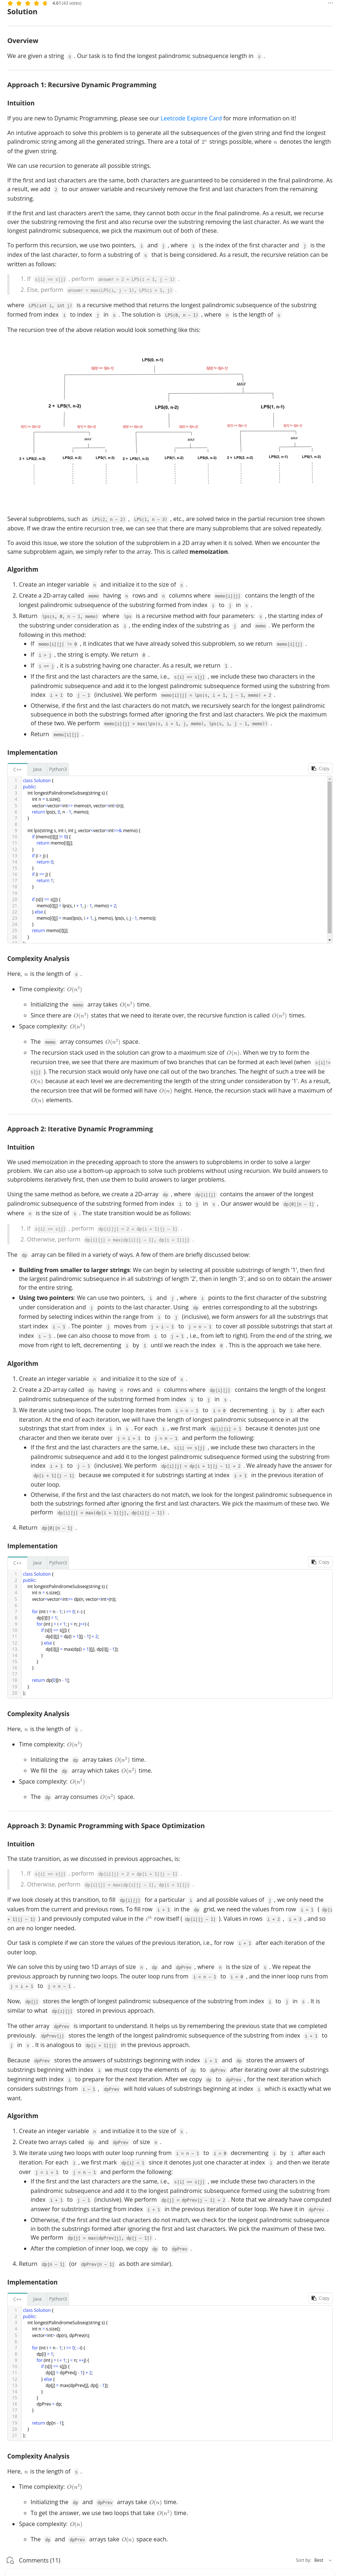 4.61 (43 votes)
Solution
Overview
We are given a string s . Our task is to find the longest palindromic subsequence length in s .
Approach 1: Recursive Dynamic Programming
Intuition
If you are new to Dynamic Programming, please see our Leetcode Explore Card for more information on it!
An intuitive approach to solve this problem is to generate all the subsequences of the given string and find the longest
palindromic string among all the generated strings. There are a total of 2^n strings possible, where n denotes the length
of the given string.
We can use recursion to generate all possible strings.
If the first and last characters are the same, both characters are guaranteed to be considered in the final palindrome. As
a result, we add 2 to our answer variable and recursively remove the first and last characters from the remaining
substring.
If the first and last characters aren't the same, they cannot both occur in the final palindrome. As a result, we recurse
over the substring removing the first character and the substring removing the last character. As we want the longest
palindromic subsequence, we pick the maximum out of both of these.
To perform this recursion, we use two pointers, i and j , where i is the index of the first character and j is the
index of the last character, to form a substring of s that is being considered. As a result, the recursive relation can be
written as follows:
1. If s[i] == s[j] , perform answer = 2 + LPS(i + 1, j - 1) .
2. Else, perform answer = max(LPS(i, j - 1), LPS(i + 1, j) .
where LPS(int i, int j) is a recursive method that returns the longest palindromic subsequence of the substring
formed from index i to index j in s . The solution is LPS(0, n - 1) , where n is the length of s
The recursion tree of the above relation would look something like this:
LPS(0, n-1)
2 + LPS(1, n-2)
LPS(0, n-2)
LPS(1, n-1)
Several subproblems, such as LPS(2, n - 2) , LPS(1, n - 3) , etc., are solved twice in the partial recursion tree shown
above. If we draw the entire recursion tree, we can see that there are many subproblems that are solved repeatedly.
To avoid this issue, we store the solution of the subproblem in a 2D array when it is solved. When we encounter the
same subproblem again, we simply refer to the array. This is called memoization.
Algorithm
1. Create an integer variable n and initialize it to the size of s .
2. Create a 2D-array called memo having n rows and n columns where memo[i][j] contains the length of the
longest palindromic subsequence of the substring formed from index i to j in s .
3. Return lps(s, 0, n - 1, memo) where lps is a recursive method with four parameters: s , the starting index of
the substring under consideration as i , the ending index of the substring as j and memo . We perform the
following in this method:
If memo[i][j] != 0 , it indicates that we have already solved this subproblem, so we return memo[i][j] .
If i > j , the string is empty. We return 0 .
If i == j , it is a substring having one character. As a result, we return 1 .
If the first and the last characters are the same, i.e., s[i] == s[j] , we include these two characters in the
palindromic subsequence and add it to the longest palindromic subsequence formed using the substring from
index i + 1 to j - 1 (inclusive). We perform memo[i][j] = lps(s, i + 1, j - 1, memo) + 2 .
Otherwise, if the first and the last characters do not match, we recursively search for the longest palindromic
subsequence in both the substrings formed after ignoring the first and last characters. We pick the maximum
of these two. We perform memo[i][j] = max(lps(s, i + 1, j, memo), lps(s, i, j - 1, memo)) .
Return memo[i][j] .
Implementation
C++ Java Python3 Copy
1 class Solution {
2 public:
3 int longestPalindromeSubseq(string s) {
4 int n = s.size();
5 vector<vector<int>> memo(n, vector<int>(n));
6 return lps(s, 0, n - 1, memo);
7 }
8
9 int lps(string& s, int i, int j, vector<vector<int>>& memo) {
10 if (memo[i][j] != 0) {
11 return memo[i][j];
12 }
13 if (i > j) {
14 return 0;
15 }
16 if (i == j) {
17 return 1;
18 }
19
20 if (s[i] == s[j]) {
21 memo[i][j] = lps(s, i + 1, j - 1, memo) + 2;
22 } else {
23 memo[i][j] = max(lps(s, i + 1, j, memo), lps(s, i, j - 1, memo));
24 }
25 return memo[i][j];
26 }
Complexity Analysis
Here, n is the length of s .
Time complexity: O(n^2)
Initializing the memo array takes O(n^2) time.
Since there are O(n^2) states that we need to iterate over, the recursive function is called O(n^2) times.
Space complexity: O(n^2)
The memo array consumes O(n^2) space.
The recursion stack used in the solution can grow to a maximum size of O(n). When we try to form the
recursion tree, we see that there are maximum of two branches that can be formed at each level (when s[i]!=
s[j] ). The recursion stack would only have one call out of the two branches. The height of such a tree will be
O(n) because at each level we are decrementing the length of the string under consideration by '1'. As a result,
the recursion tree that will be formed will have O(n) height. Hence, the recursion stack will have a maximum of
O(n) elements.
Approach 2: Iterative Dynamic Programming
Intuition
We used memoization in the preceding approach to store the answers to subproblems in order to solve a larger
problem. We can also use a bottom-up approach to solve such problems without using recursion. We build answers to
subproblems iteratively first, then use them to build answers to larger problems.
Using the same method as before, we create a 2D-array dp , where dp[i][j] contains the answer of the longest
palindromic subsequence of the substring formed from index i to index j in s . Our answer would be dp[0][n - 1] ,
where n is the size of s . The state transition would be as follows:
1. If s[i] == s[j] , perform dp[i][j] = 2 + dp[i + 1][j - 1] .
2. Otherwise, perform dp[i][j] = max(dp[i][j - 1], dp[i + 1][j] .
The dp array can be filled in a variety of ways. A few of them are briefly discussed below:
Building from smaller to larger strings: We can begin by selecting all possible substrings of length '1', then find
the largest palindromic subsequence in all substrings of length '2', then in length '3', and so on to obtain the answer
to the entire string.
Using two pointers: We can use two pointers, i and j , where i points to the first character of the substring
under consideration and j points to the last character. Using dp entries corresponding to all the substrings
formed by selecting indices within the range from i to j (inclusive), we form answers for all the substrings that
start index i - 1 . The pointer j moves from j = i - 1 to j = n - 1 to cover all possible substrings that start at
index i - 1 . (we can also choose to move from i to j + 1 , i.e., from left to right). From the end of the string, we
move from right to left, decrementing i by 1 until we reach the index 0 . This is the approach we take here.
Algorithm
1. Create an integer variable n and initialize it to the size of s .
2. Create a 2D-array called dp having n rows and n columns where dp[i][j] contains the length of the longest
palindromic subsequence of the substring formed from index i to j in s .
3. We iterate using two loops. The outer loop iterates from i = n - 1 to i = 0 decrementing i by 1 after each
iteration. At the end of each iteration, we will have the length of longest palindromic subsequence in all the
substrings that start from index i in s . For each i , we first mark dp[i][i] = 1 because it denotes just one
character and then we iterate over j = i + 1 to j = n - 1 and perform the following:
If the first and the last characters are the same, i.e., s[i] == s[j] , we include these two characters in the
palindromic subsequence and add it to the longest palindromic subsequence formed using the substring from
index i + 1 to j - 1 (inclusive). We perform dp[i][j] = dp[i + 1][j - 1] + 2 . We already have the answer for
dp[i + 1][j - 1] because we computed it for substrings starting at index i + 1 in the previous iteration of
outer loop.
Otherwise, if the first and the last characters do not match, we look for the longest palindromic subsequence in
both the substrings formed after ignoring the first and last characters. We pick the maximum of these two. We
perform dp[i][j] = max(dp[i + 1][j], dp[i][j - 1]) .
4. Return dp[0][n - 1] .
Implementation
C++ Java Python3 Copy
1 class Solution {
2 public:
3 int longestPalindromeSubseq(string s) {
4 int n = s.size();
5 vector<vector<int>> dp(n, vector<int>(n));
6
7 for (int i = n - 1; i >= 0; i--) {
8 dp[i][i] = 1;
9 for (int j = i + 1; j < n; j++) {
10 if (s[i] == s[j]) {
11 dp[i][j] = dp[i + 1][j - 1] + 2;
12 } else {
13 dp[i][j] = max(dp[i + 1][j], dp[i][j - 1]);
14 }
15 }
16 }
17
18 return dp[0][n - 1];
19 }
20 };
Complexity Analysis
Here, n is the length of s .
Time complexity: O(n^2)
Initializing the dp array takes O(n^2) time.
We fill the dp array which takes O(n^2) time.
Space complexity: O(n^2)
The dp array consumes O(n^2) space.
Approach 3: Dynamic Programming with Space Optimization
Intuition
The state transition, as we discussed in previous approaches, is:
1. If s[i] == s[j] , perform dp[i][j] = 2 + dp[i + 1][j - 1] .
2. Otherwise, perform dp[i][j] = max(dp[i][j - 1], dp[i + 1][j] .
If we look closely at this transition, to fill dp[i][j] for a particular i and all possible values of j , we only need the
values from the current and previous rows. To fill row i + 1 in the dp grid, we need the values from row i + 1 ( dp[i
+ 1][j - 1] ) and previously computed value in the i^th row itself ( dp[i][j - 1] ). Values in rows i + 2 , i + 3 , and so
on are no longer needed.
Our task is complete if we can store the values of the previous iteration, i.e., for row i + 1 after each iteration of the
outer loop.
We can solve this by using two 1D arrays of size n , dp and dpPrev , where n is the size of s . We repeat the
previous approach by running two loops. The outer loop runs from i = n - 1 to i = 0 , and the inner loop runs from
j = i + 1 to j = n - 1 .
Now, dp[j] stores the length of the longest palindromic subsequence of the substring from index i to j in s . It is
similar to what dp[i][j] stored in previous approach.
The other array dpPrev is important to understand. It helps us by remembering the previous state that we completed
previously. dpPrev[j] stores the length of the longest palindromic subsequence of the substring from index i + 1 to
j in s . It is analogous to dp[i + 1][j] in the previous approach.
Because dpPrev stores the answers of substrings beginning with index i + 1 and dp stores the answers of
substrings beginning with index i we must copy the elements of dp to dpPrev after iterating over all the substrings
beginning with index i to prepare for the next iteration. After we copy dp to dpPrev , for the next iteration which
considers substrings from i - 1 , dpPrev will hold values of substrings beginning at index i which is exactly what we
want.
Algorithm
1. Create an integer variable n and initialize it to the size of s .
2. Create two arrays called dp and dpPrev of size n .
3. We iterate using two loops with outer loop running from i = n - 1 to i = 0 decrementing i by 1 after each
iteration. For each i , we first mark dp[i] = 1 since it denotes just one character at index i and then we iterate
over j = i + 1 to j = n - 1 and perform the following:
If the first and the last characters are the same, i.e., s[i] == s[j] , we include these two characters in the
palindromic subsequence and add it to the longest palindromic subsequence formed using the substring from
index i + 1 to j - 1 (inclusive). We perform dp[j] = dpPrev[j - 1] + 2 . Note that we already have computed
answer for substrings starting from index i + 1 in the previous iteration of outer loop. We have it in dpPrev .
Otherwise, if the first and the last characters do not match, we check for the longest palindromic subsequence
in both the substrings formed after ignoring the first and last characters. We pick the maximum of these two.
We perform dp[j] = max(dpPrev[j], dp[j - 1]) .
After the completion of inner loop, we copy dp to dpPrev .
4. Return dp[n - 1] (or dpPrev[n - 1] as both are similar).
Implementation
C++ Java Python3 Copy
1 class Solution {
2 public:
3 int longestPalindromeSubseq(string s) {
4 int n = s.size();
5 vector<int> dp(n), dpPrev(n);
6
7 for (int i = n - 1; i >= 0; --i) {
8 dp[i] = 1;
9 for (int j = i + 1; j < n; ++j) {
10 if (s[i] == s[j]) {
11 dp[j] = dpPrev[j - 1] + 2;
12 } else {
13 dp[j] = max(dpPrev[j], dp[j - 1]);
14 }
15 }
16 dpPrev = dp;
17 }
18
19 return dp[n - 1];
20 }
21 };
Complexity Analysis
Here, n is the length of s .
Time complexity: O(n^2)
Initializing the dp and dpPrev arrays take O(n) time.
To get the answer, we use two loops that take O(n^2) time.
Space complexity: O(n)
The dp and dpPrev arrays take O(n) space each.
Comments (11)
Sort by: Best